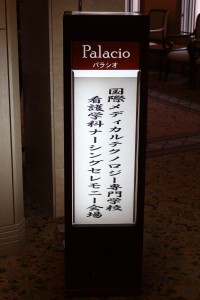 Palacio
パラシオ
国際メディカルテクノロジー専門学校
看護学科ナーシングセレモニー会場